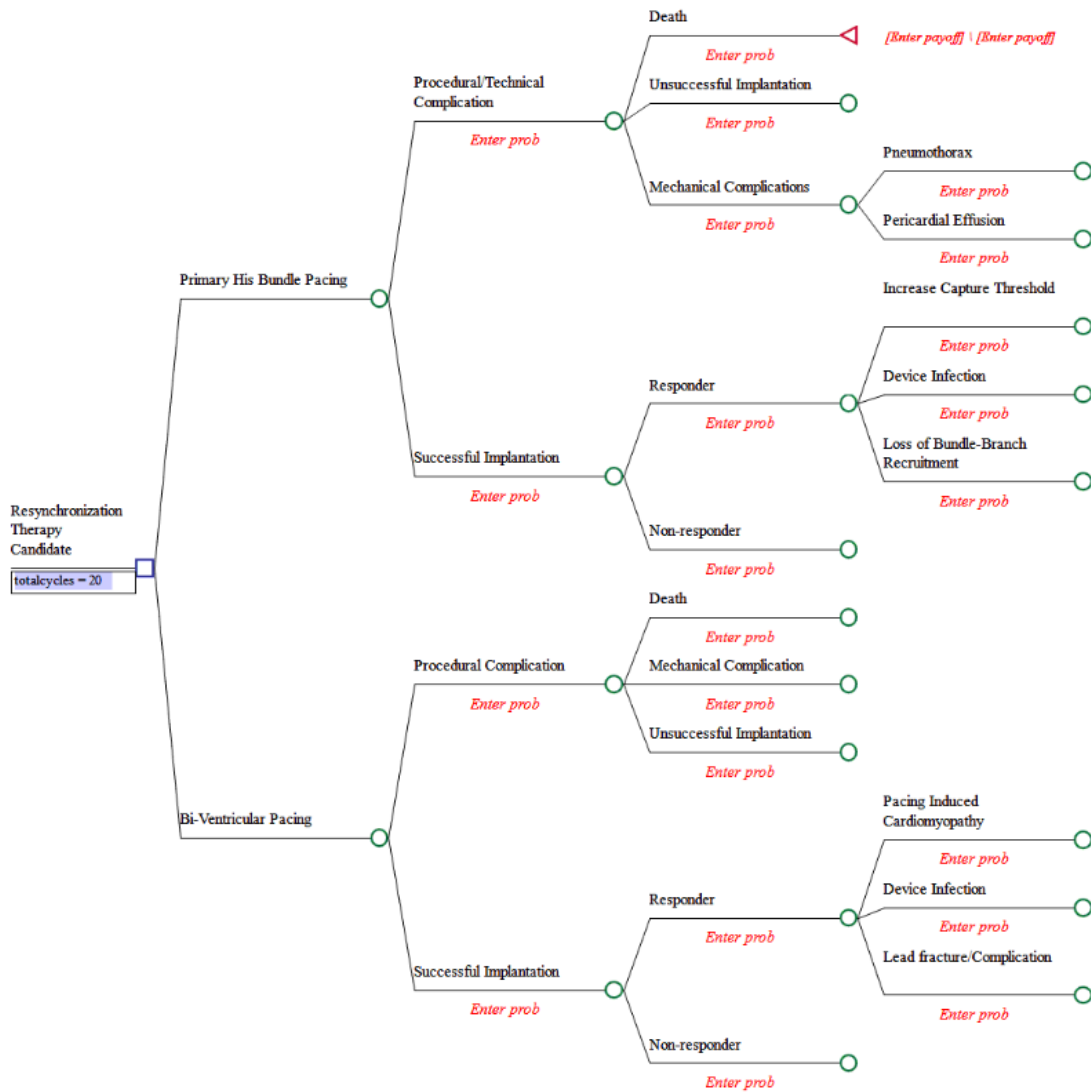 Death
Enter prob
[Enter payoff] \ [Enter payoff]
Procedural/Technical
Complication
Enter prob
Unsuccessful Implantation
Enter prob
Mechanical Complications
Enter prob
Pneumothorax
Enter prob
Pericardial Effusion
Enter prob
Primary His Bundle Pacing
Increase Capture Threshold
Enter prob
Responder
Enter prob
Device Infection
Enter prob
Loss of Bundle-Branch
Recruitment
Enter prob
Successful Implantation
Enter prob
Non-responder
Enter prob
Resynchronization
Therapy
Candidate
totalcycles = 20
Death
Enter prob
Procedural Complication
Enter prob
Mechanical Complication
Enter prob
Unsuccessful Implantation
Enter prob
Bi-Ventricular Pacing
Pacing Induced
Cardiomyopathy
Enter prob
Responder
Enter prob
Device Infection
Enter prob
Lead fracture/Complication
Enter prob
Successful Implantation
Enter prob
Non-responder
Enter prob